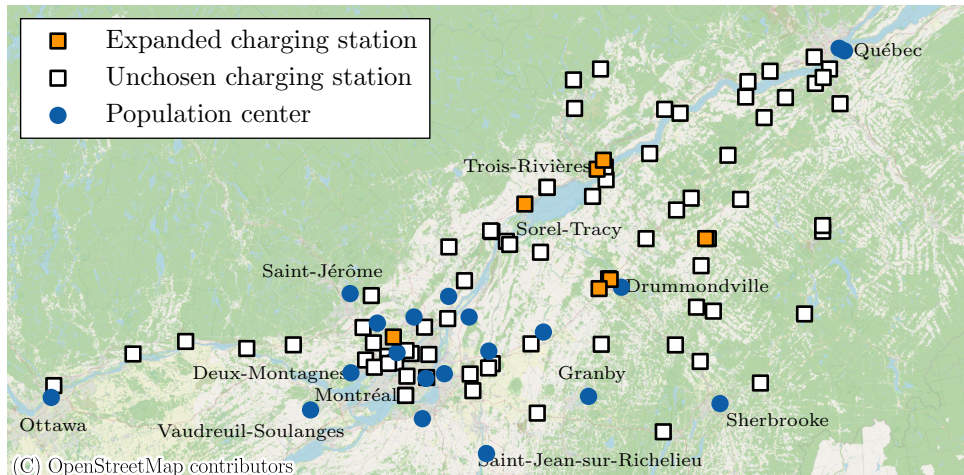 Expanded charging station
Unchosen charging station
Population center
Québec
Trois-Rivières
Sorel-Tracy
Saint-Jérôme
Drummondville
Deux-Montagnes
Montréal
Granby
Ottawa
Vaudreuil-Soulanges
Sherbrooke
Saint-Jean-sur-Richelieu
(C) OpenStreetMap contributors